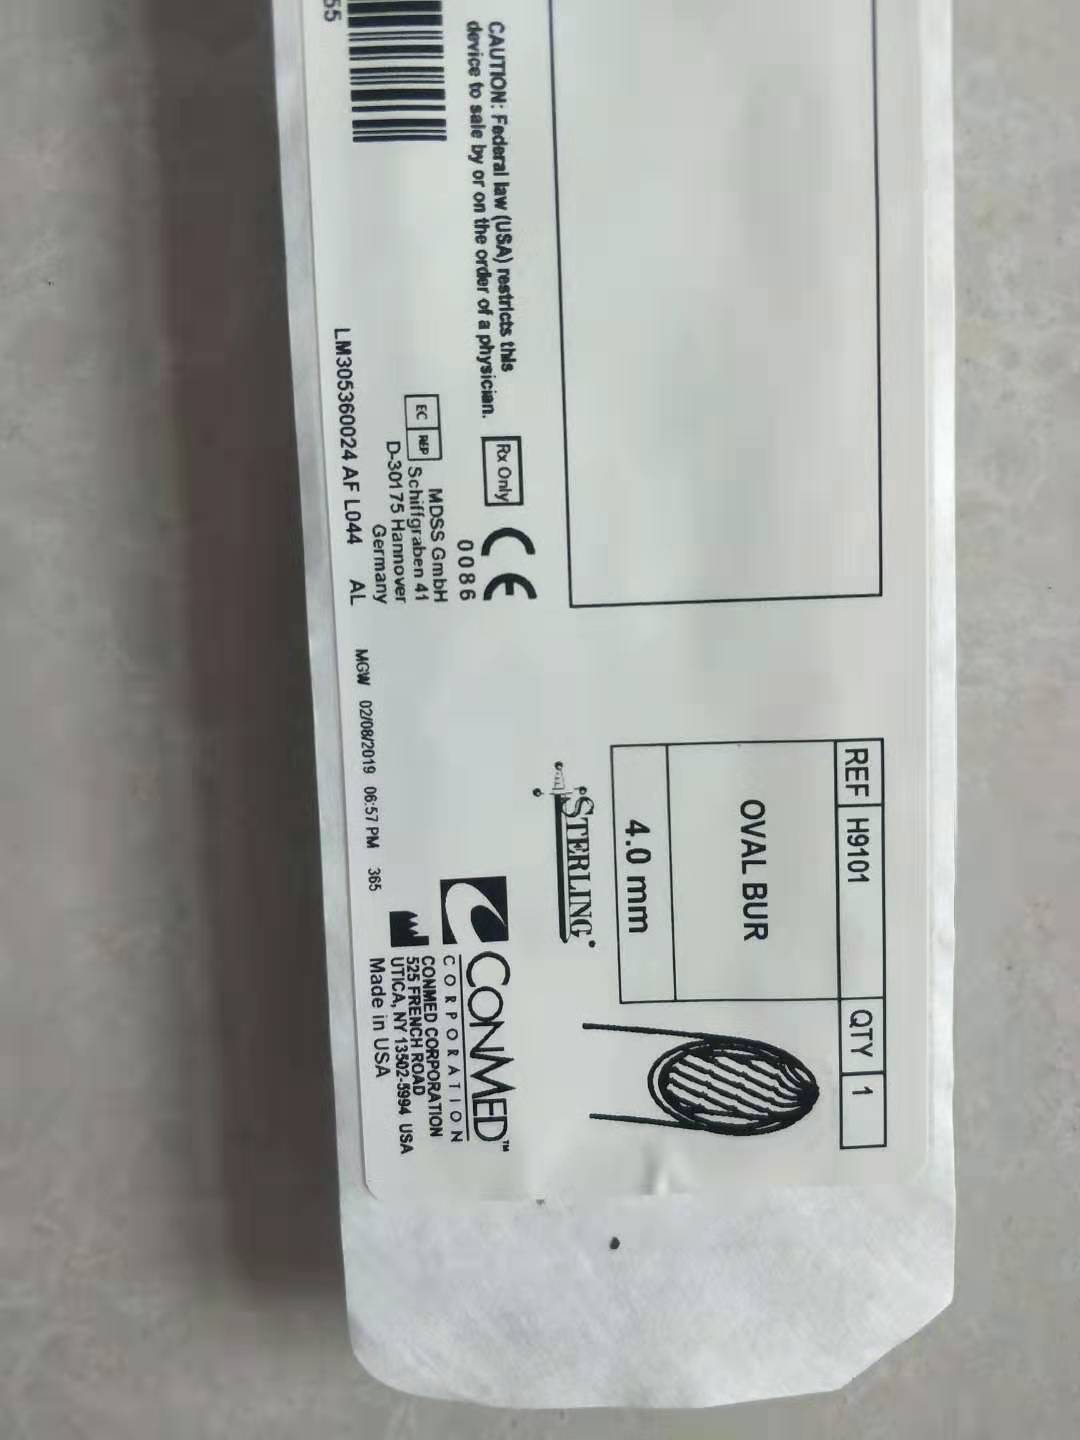 REF H9101 QTY 1
OVAL BUR
4.0 mm
STERLING
CONMED™
CORPORATION
CONMED CORPORATION
525 FRENCH ROAD
UTICA, NY 13502-5994 USA
Made in USA
CAUTION: Federal law (USA) restricts this
device to sale by or on the order of a physician.
Rx Only
CE
0086
EC REP
MDSS GmbH
Schiffgraben 41
D-30175 Hannover
Germany
LM305360024 AF L044 AL MGW 02/08/2019 06:57 PM 365